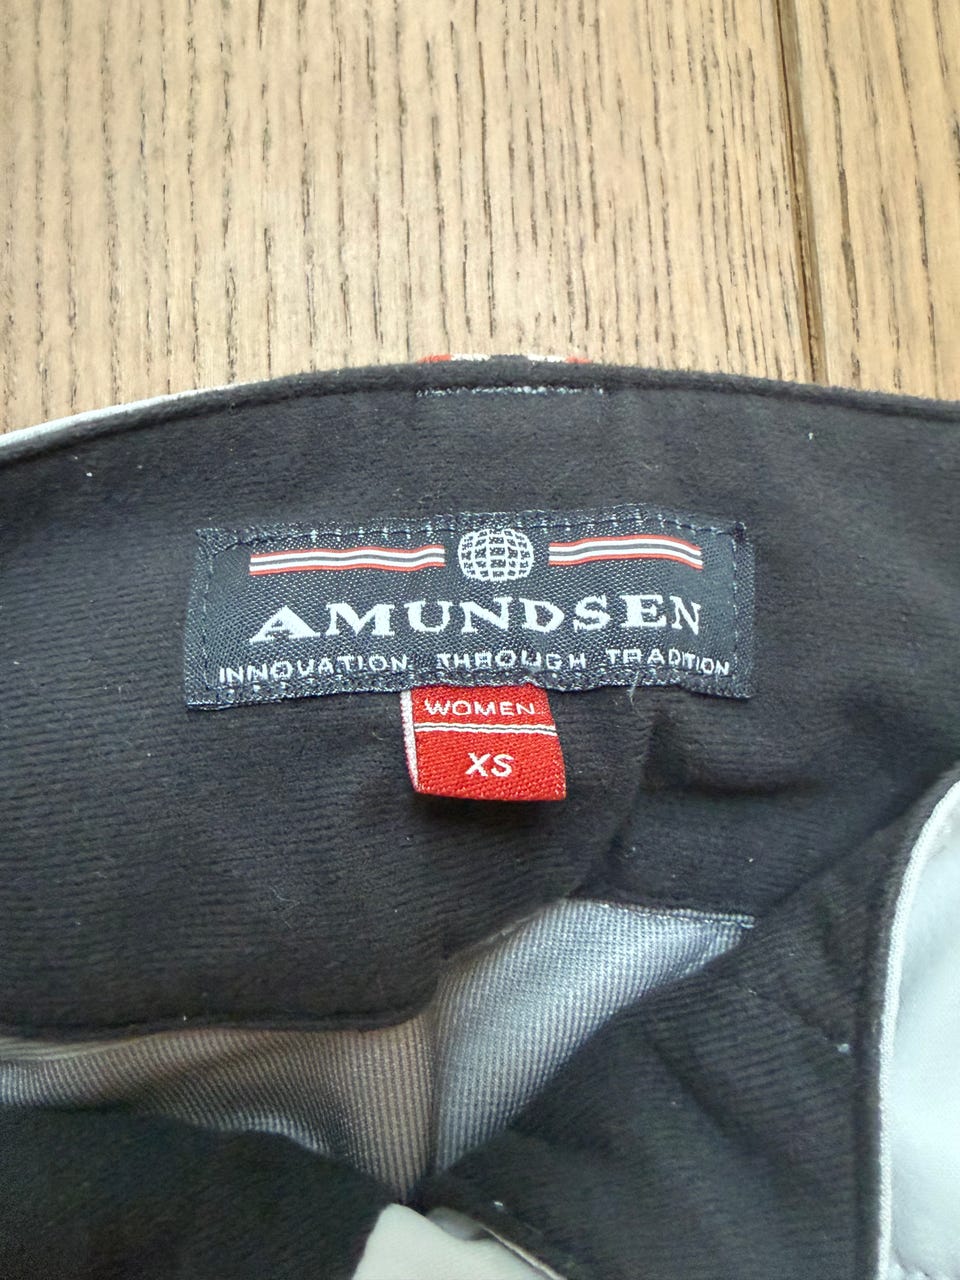 AMUNDSEN
INNOVATION THROUGH TRADITION
WOMEN
XS